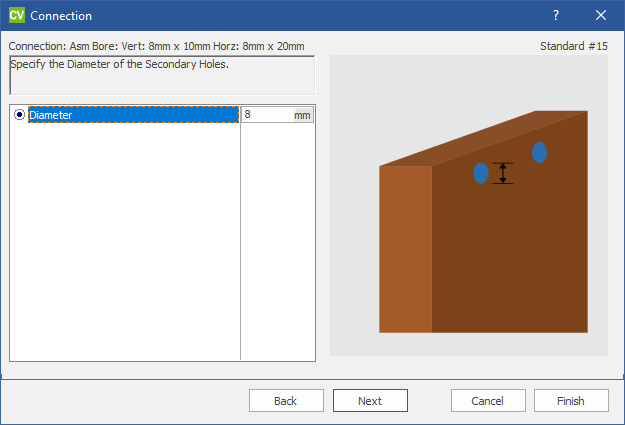 CV Connection ?
Connection: Asm Bore: Vert: 8mm x 10mm Horz: 8mm x 20mm
Standard #15
Specify the Diameter of the Secondary Holes.
Diameter 8 mm
Back Next Cancel Finish